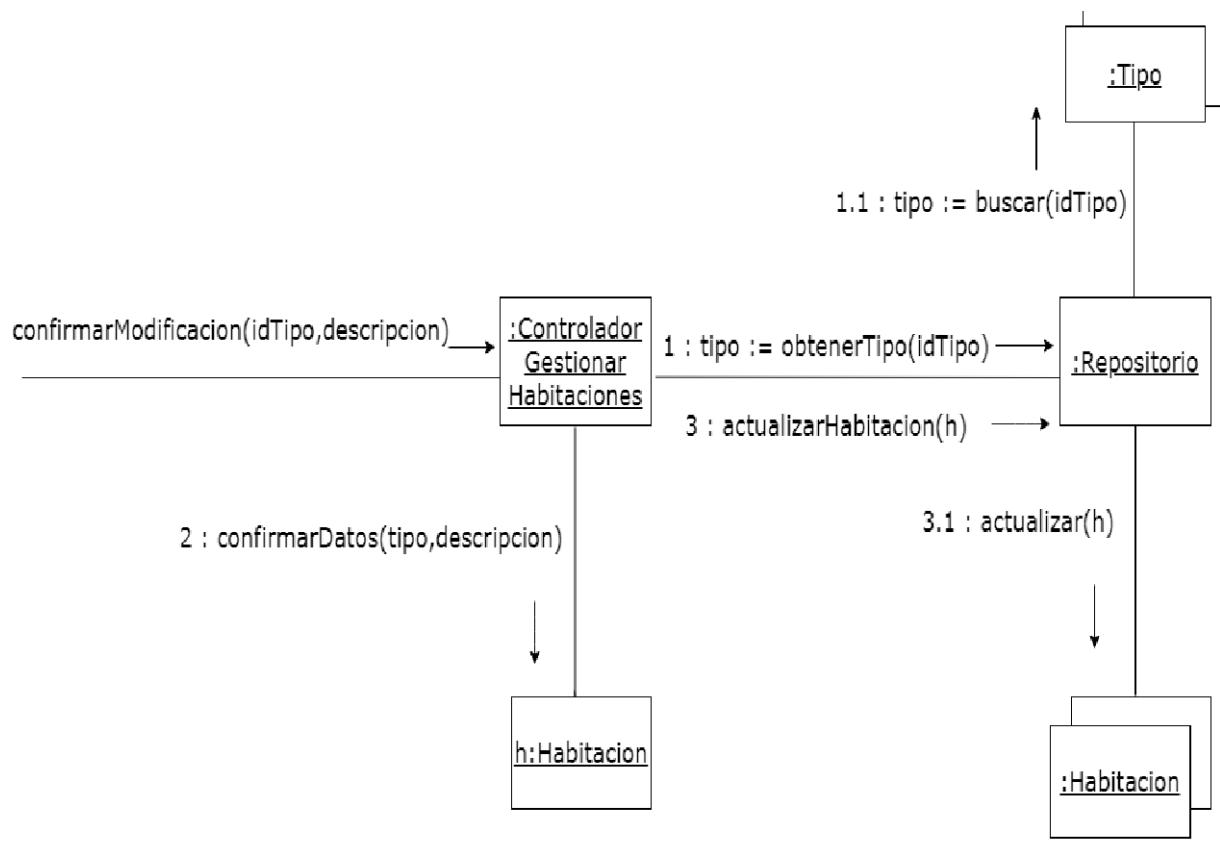 :Tipo
1.1 : tipo := buscar(idTipo)
confirmarModificacion(idTipo,descripcion)
:Controlador
Gestionar
Habitaciones
1 : tipo := obtenerTipo(idTipo)
:Repositorio
3 : actualizarHabitacion(h)
2 : confirmarDatos(tipo,descripcion)
3.1 : actualizar(h)
h:Habitacion
:Habitacion